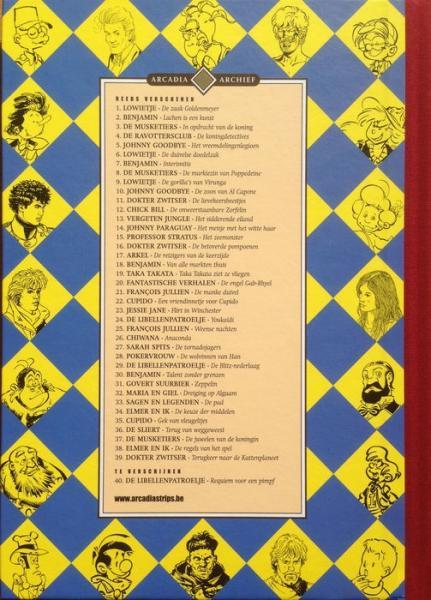 ARCADIA ARCHIEF
REEDS VERSCHENEN
1. LOWIETJE - De zaak Goldenmeyer
2. BENJAMIN - Lachen is een kunst
3. DE MUSKETIERS - In opdracht van de koning
4. DE RAVOTTERSCLUB - De koningdetectives
5. JOHNNY GOODBYE - Het vreemdelingenlegioen
6. LOWIETJE - De duivelse doedelzak
7. BENJAMIN - Interimitis
8. DE MUSKETIERS - De markiezin van Poppedeine
9. LOWIETJE - De gorilla's van Virunga
10. JOHNNY GOODBYE - De zoon van Al Capone
11. DOKTER ZWITSER - De lieveheersbeestjes
12. CHICK BILL - De onweerstaanbare Zorfelin
13. VERGETEN JUNGLE - Het sidderende eiland
14. JOHNNY PARAGUAY - Het meisje met het witte haar
15. PROFESSOR STRATUS - Het zeemonster
16. DOKTER ZWITSER - De betoverde pompoenen
17. ARKEL - De reizigers van de keerzijde
18. BENJAMIN - Van alle markten thuis
19. TAKA TAKATA - Taka Takata ziet ze vliegen
20. FANTASTISCHE VERHALEN - De engel Gab-Rhyel
21. FRANÇOIS JULLIEN - De manke duivel
22. CUPIDO - Een vriendinnetje voor Cupido
23. JESSIE JANE - Flirt in Winchester
24. DE LIBELLENPATROELJE - Youkaïdi
25. FRANÇOIS JULLIEN - Weense nachten
26. CHIWANA - Anaconda
27. SARAH SPITS - De tornadojagers
28. POKERVROUW - De wolvinnen van Han
29. DE LIBELLENPATROELJE - De Blitz-nederlaag
30. BENJAMIN - Talent zonder grenzen
31. GOVERT SUURBIER - Zeppelin
32. MARIA EN GIEL - Dreiging op Algaam
33. SAGEN EN LEGENDEN - De pad
34. ELMER EN IK - De keuze der middelen
35. CUPIDO - Gek van vleugeltjes
36. DE SLIERT - Terug van weggeweest
37. DE MUSKETIERS - De juwelen van de koningin
38. ELMER EN IK - De regels van het spel
39. DOKTER ZWITSER - Terugkeer naar de Kattenplaneet
TE VERSCHIJNEN
40. DE LIBELLENPATROELJE - Requiem voor een pimpf
www.arcadiastrips.be